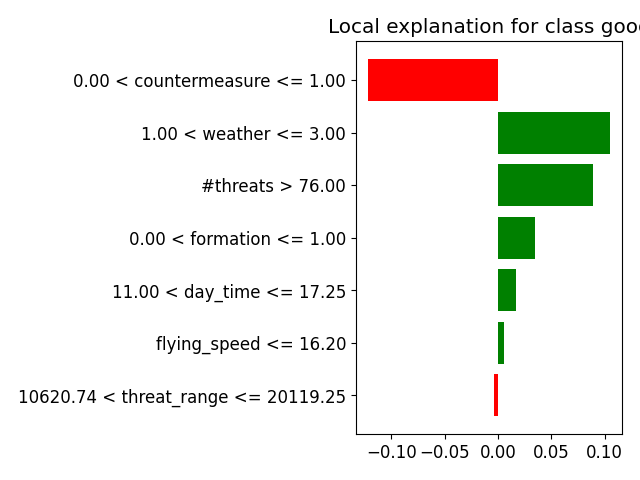 Local explanation for class goo
0.00 < countermeasure <= 1.00
1.00 < weather <= 3.00
#threats > 76.00
0.00 < formation <= 1.00
11.00 < day_time <= 17.25
flying_speed <= 16.20
10620.74 < threat_range <= 20119.25
−0.10 −0.05 0.00 0.05 0.10